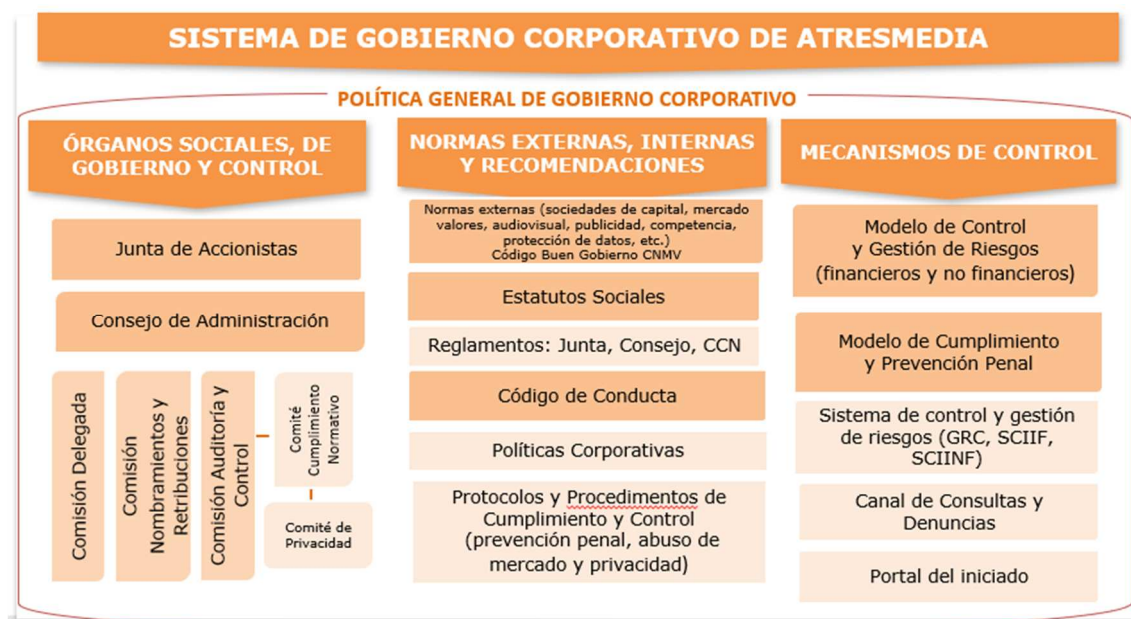 SISTEMA DE GOBIERNO CORPORATIVO DE ATRESMEDIA
POLÍTICA GENERAL DE GOBIERNO CORPORATIVO
ÓRGANOS SOCIALES, DE
GOBIERNO Y CONTROL
Junta de Accionistas
Consejo de Administración
Comisión Delegada
Comisión
Nombramientos y
Retribuciones
Comisión Auditoría y
Control
Comité
Cumplimiento
Normativo
Comité de
Privacidad
NORMAS EXTERNAS, INTERNAS
Y RECOMENDACIONES
Normas externas (sociedades de capital, mercado
valores, audiovisual, publicidad, competencia,
protección de datos, etc.)
Código Buen Gobierno CNMV
Estatutos Sociales
Reglamentos: Junta, Consejo, CCN
Código de Conducta
Políticas Corporativas
Protocolos y Procedimientos de
Cumplimiento y Control
(prevención penal, abuso de
mercado y privacidad)
MECANISMOS DE CONTROL
Modelo de Control
y Gestión de Riesgos
(financieros y no financieros)
Modelo de Cumplimiento
y Prevención Penal
Sistema de control y gestión
de riesgos (GRC, SCIIF,
SCIINF)
Canal de Consultas y
Denuncias
Portal del iniciado